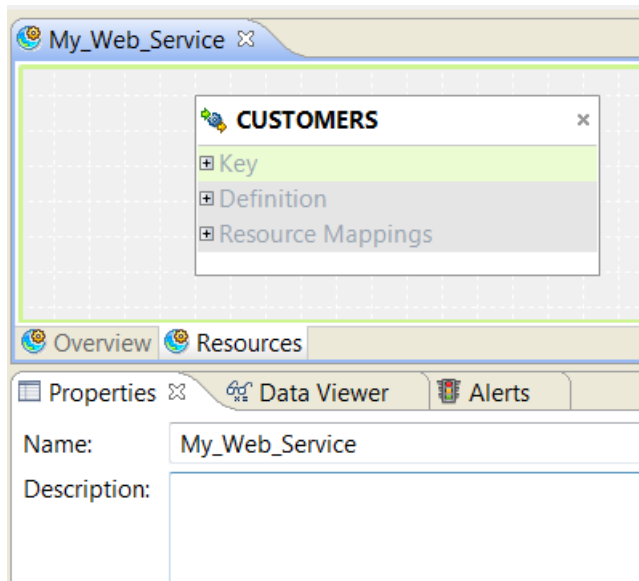 My_Web_Service
CUSTOMERS
Key
Definition
Resource Mappings
Overview Resources
Properties Data Viewer Alerts
Name: My_Web_Service
Description: